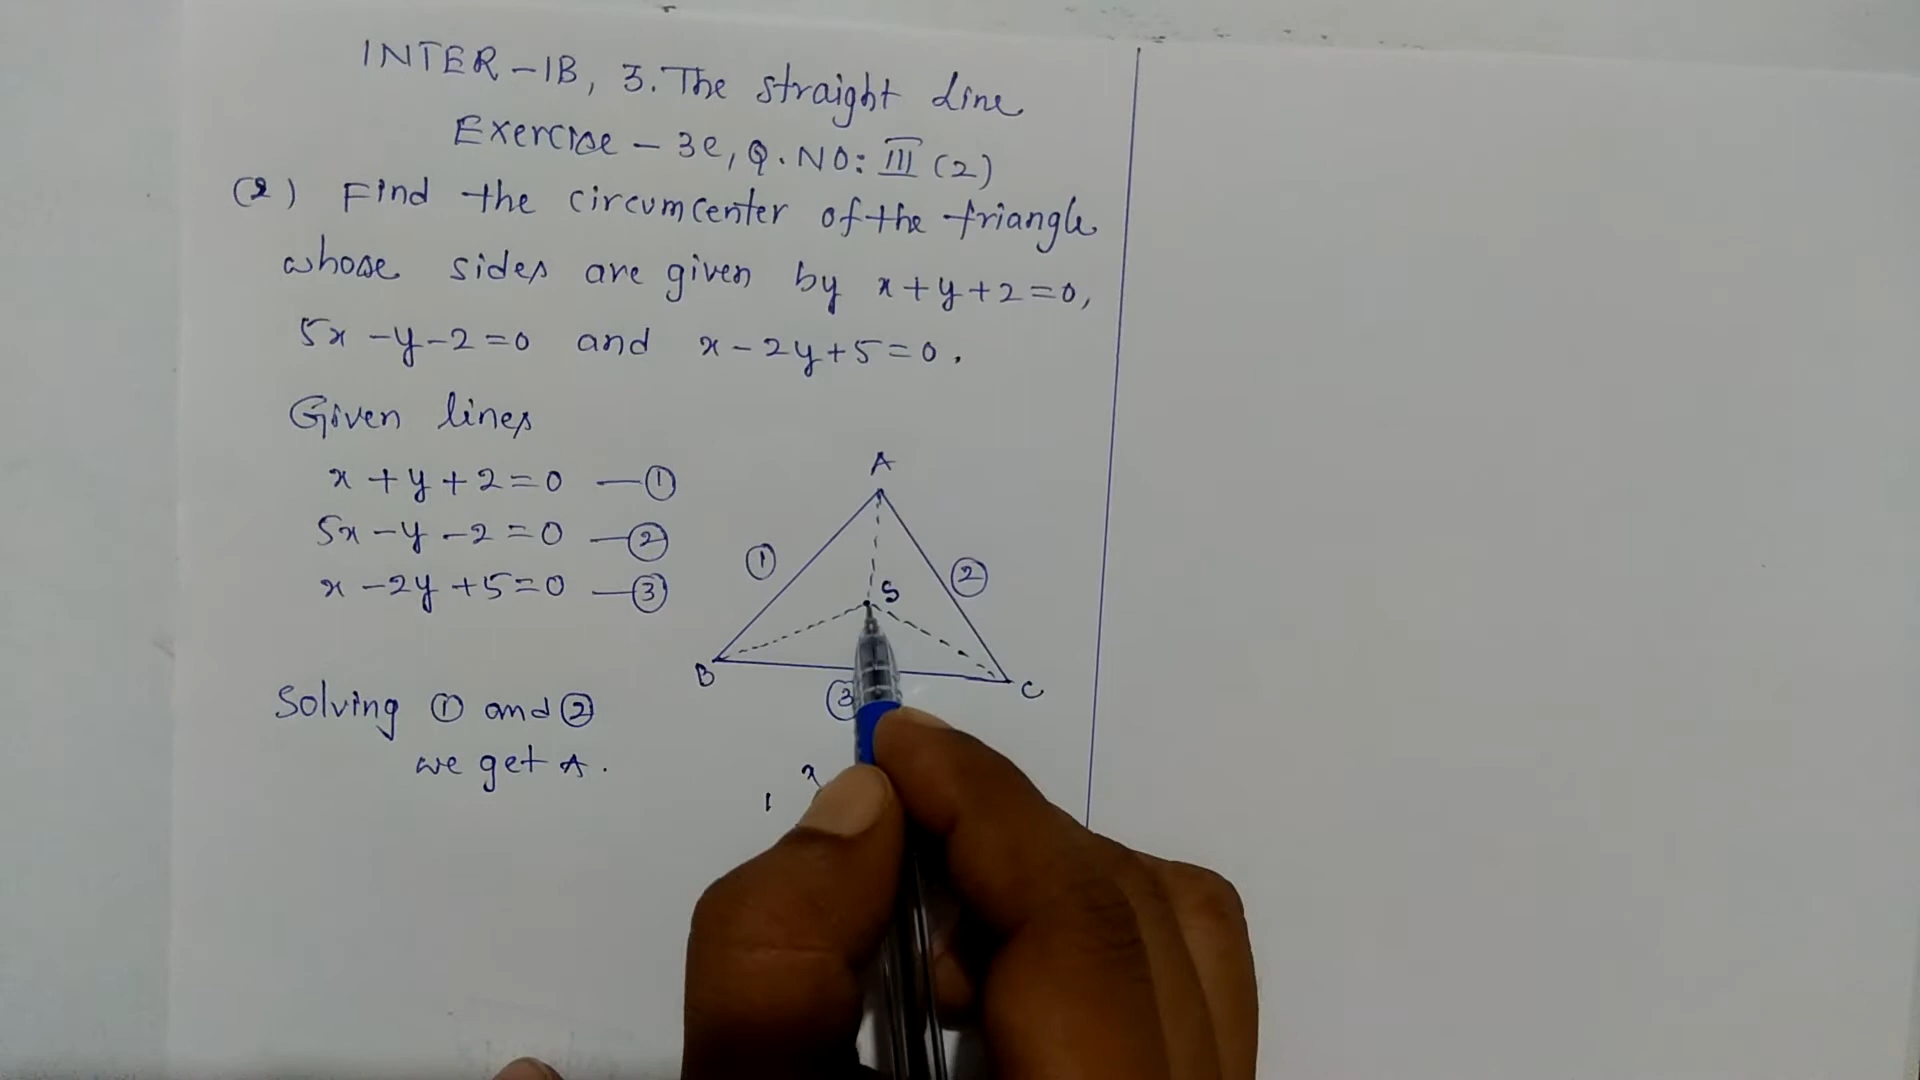 INTER-IB, 3. The straight Line
Exercise - 3e, Q.NO: III (2)
(2) Find the circumcenter of the triangle
whose sides are given by x+y+2=0,
5x-y-2=0 and x-2y+5=0.
Given lines
x+y+2=0 —①
5x-y-2=0 —②
x-2y+5=0 —③
A
①
②
S
B
C
③
Solving ① and ②
we get A.
x
1